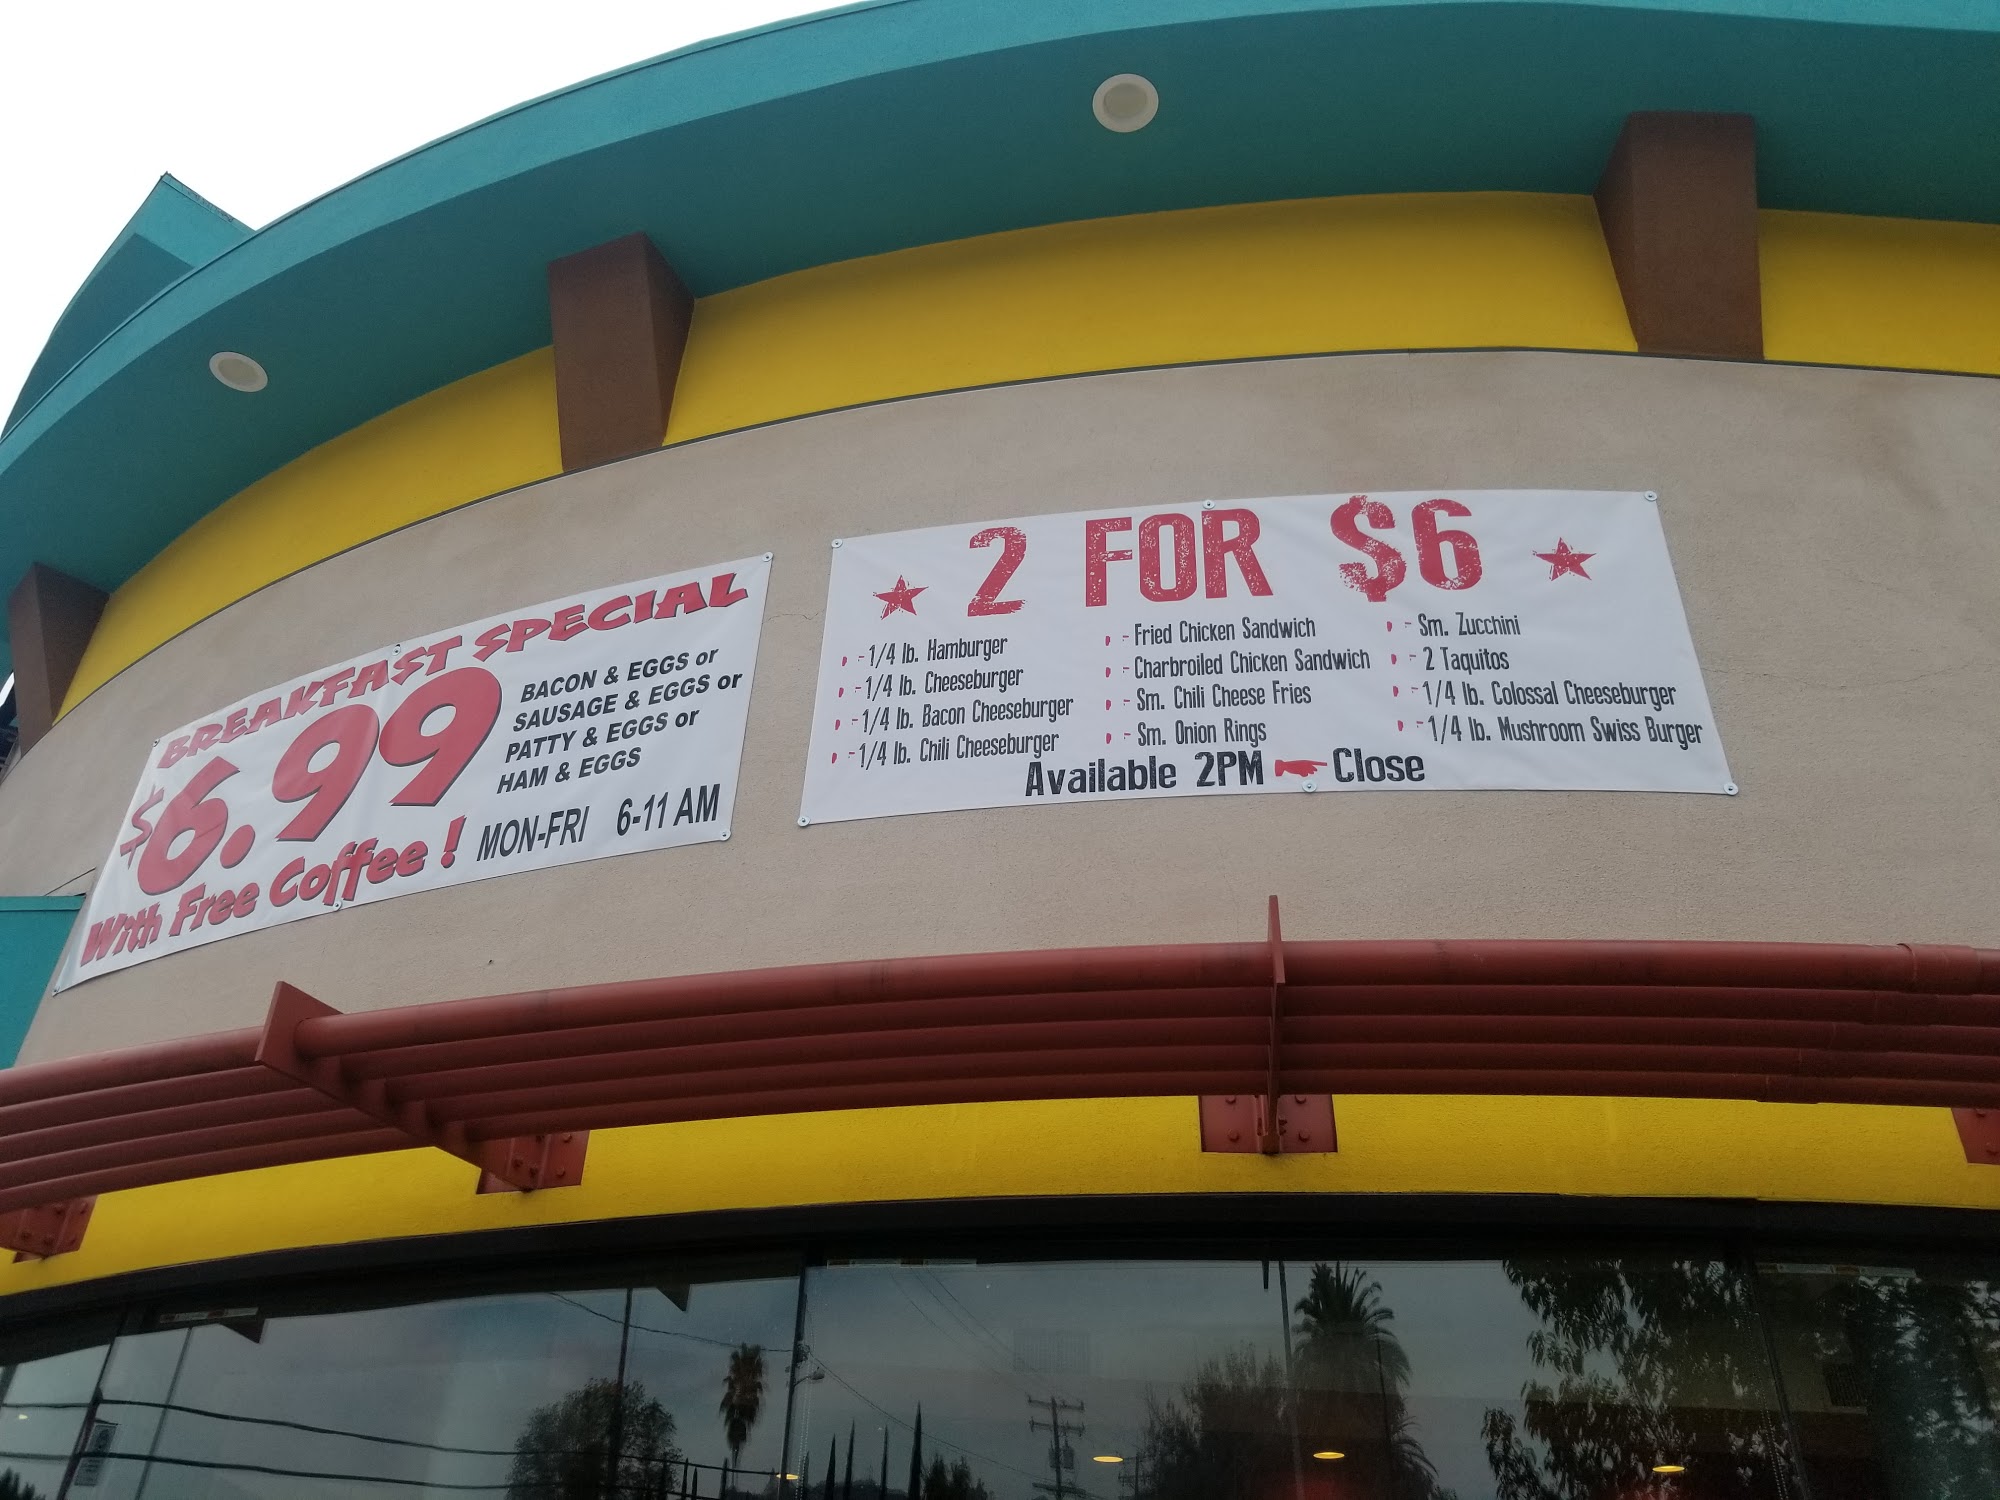 BREAKFAST SPECIAL
$6.99
BACON & EGGS or
SAUSAGE & EGGS or
PATTY & EGGS or
HAM & EGGS
With Free Coffee !
MON-FRI 6-11 AM
2 FOR $6
- 1/4 lb. Hamburger
- 1/4 lb. Cheeseburger
- 1/4 lb. Bacon Cheeseburger
- 1/4 lb. Chili Cheeseburger
- Fried Chicken Sandwich
- Charbroiled Chicken Sandwich
- Sm. Chili Cheese Fries
- Sm. Onion Rings
- Sm. Zucchini
- 2 Taquitos
- 1/4 lb. Colossal Cheeseburger
- 1/4 lb. Mushroom Swiss Burger
Available 2PM Close